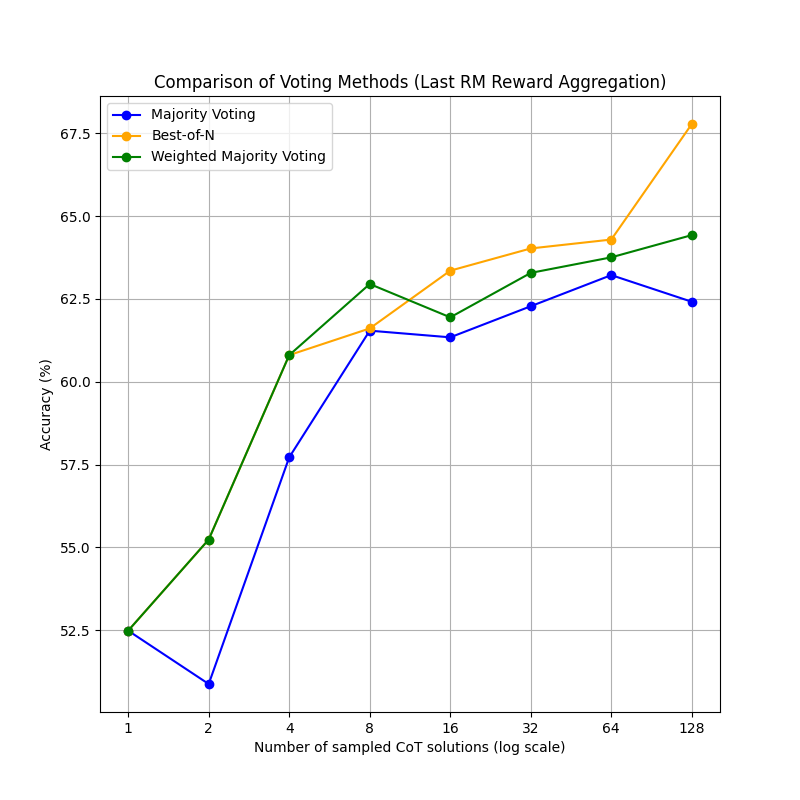 Comparison of Voting Methods (Last RM Reward Aggregation)
Majority Voting
Best-of-N
Weighted Majority Voting
67.5
65.0
62.5
60.0
57.5
55.0
52.5
Accuracy (%)
1 2 4 8 16 32 64 128
Number of sampled CoT solutions (log scale)